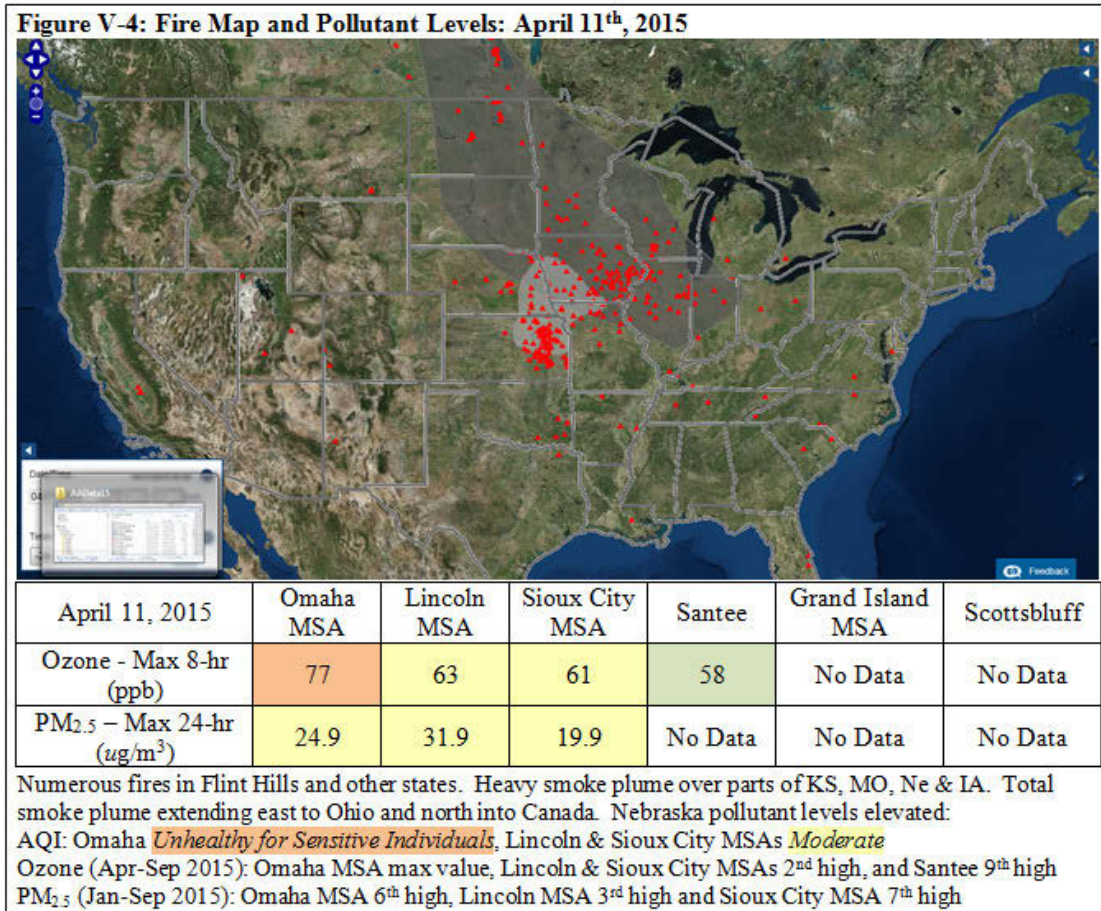 Figure V-4: Fire Map and Pollutant Levels: April 11th, 2015
AAData15
Feedback
April 11, 2015
Omaha MSA
Lincoln MSA
Sioux City MSA
Santee
Grand Island MSA
Scottsbluff
Ozone - Max 8-hr (ppb)
77
63
61
58
No Data
No Data
PM2.5 – Max 24-hr (ug/m3)
24.9
31.9
19.9
No Data
No Data
No Data
Numerous fires in Flint Hills and other states. Heavy smoke plume over parts of KS, MO, Ne & IA. Total
smoke plume extending east to Ohio and north into Canada. Nebraska pollutant levels elevated:
AQI: Omaha Unhealthy for Sensitive Individuals, Lincoln & Sioux City MSAs Moderate
Ozone (Apr-Sep 2015): Omaha MSA max value, Lincoln & Sioux City MSAs 2nd high, and Santee 9th high
PM2.5 (Jan-Sep 2015): Omaha MSA 6th high, Lincoln MSA 3rd high and Sioux City MSA 7th high